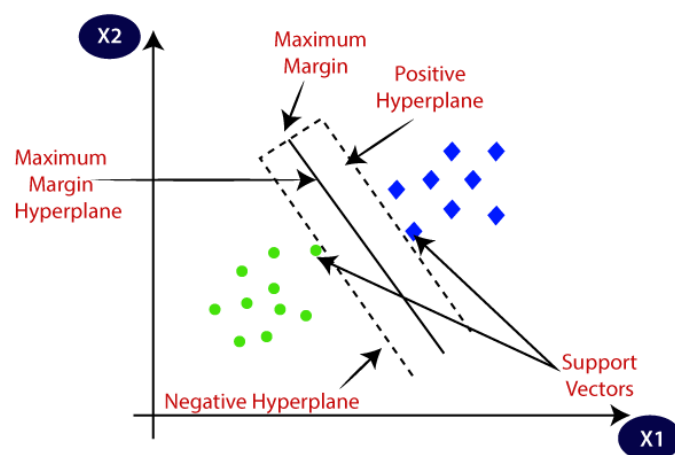 X2
Maximum
Margin
Positive
Hyperplane
Maximum
Margin
Hyperplane
Support
Vectors
Negative Hyperplane
X1